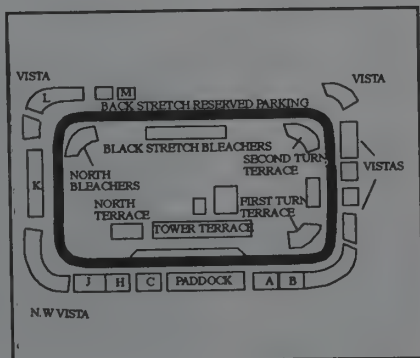 VISTA
VISTA
L
M
BACK STRETCH RESERVED PARKING
BLACK STRETCH BLEACHERS
SECOND TURN
TERRACE
VISTAS
NORTH
BLEACHERS
K
NORTH
TERRACE
FIRST TURN
TERRACE
TOWER TERRACE
J
H
C
PADDOCK
A
B
N.W VISTA